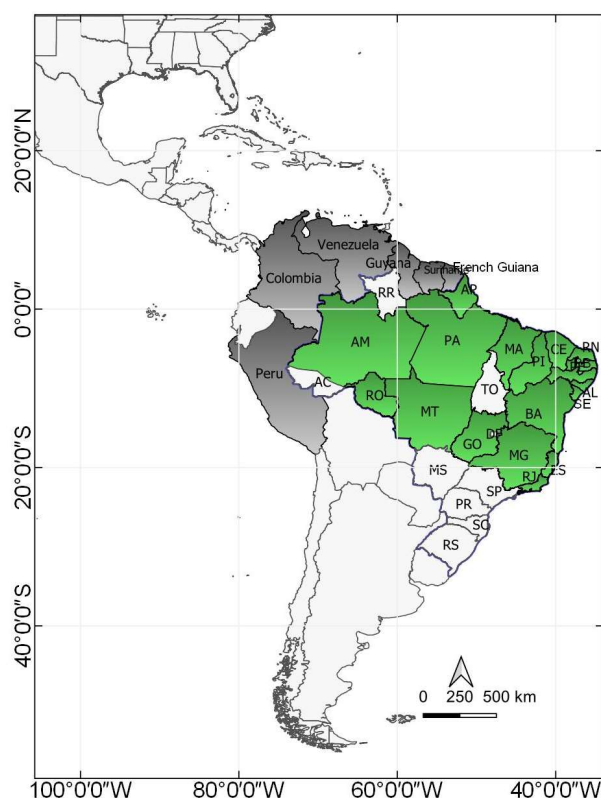 20°0'0"N
0°0'0"
20°0'0"S
40°0'0"S
Venezuela
Guyana
French Guiana
Colombia
RR
AP
AM
PA
MA
CE
RN
PI
Peru
AC
TO
AL
RO
SE
MT
BA
DF
GO
MG
MS
ES
RJ
SP
PR
SC
RS
0 250 500 km
100°0'0"W 80°0'0"W 60°0'0"W 40°0'0"W